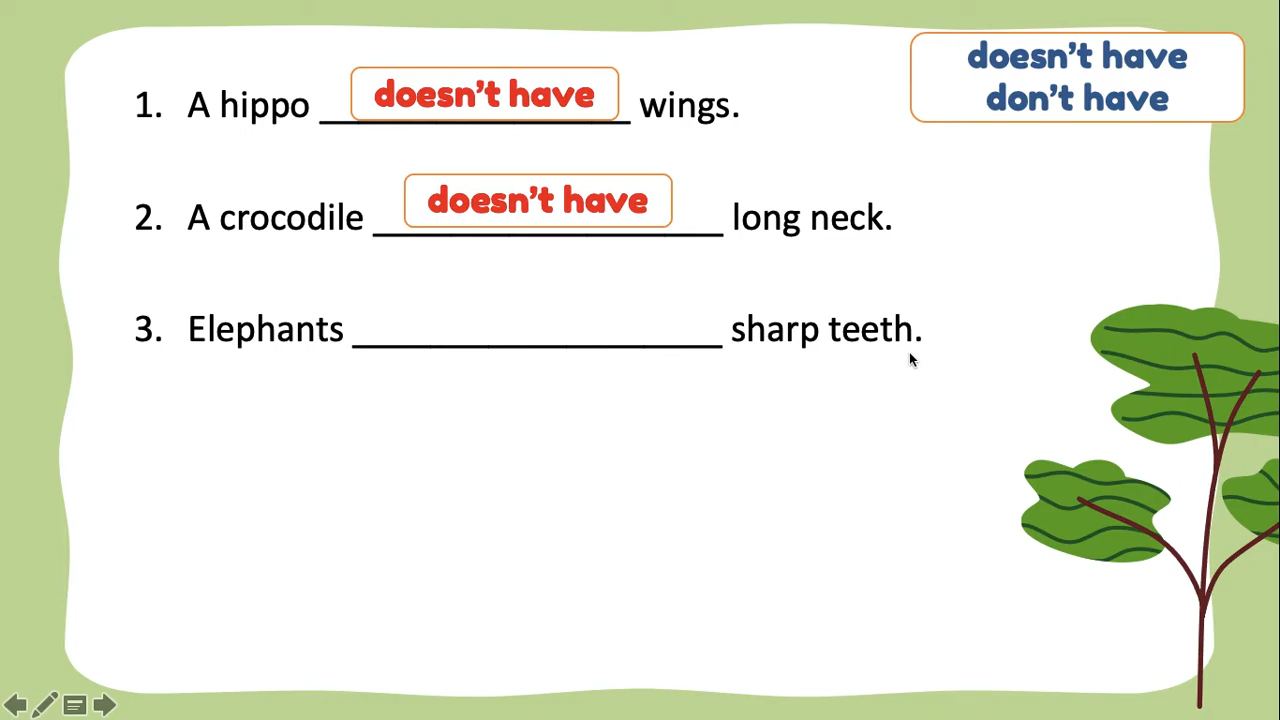 doesn't have
don't have
1. A hippo doesn't have wings.
2. A crocodile doesn't have long neck.
3. Elephants ____________________ sharp teeth.